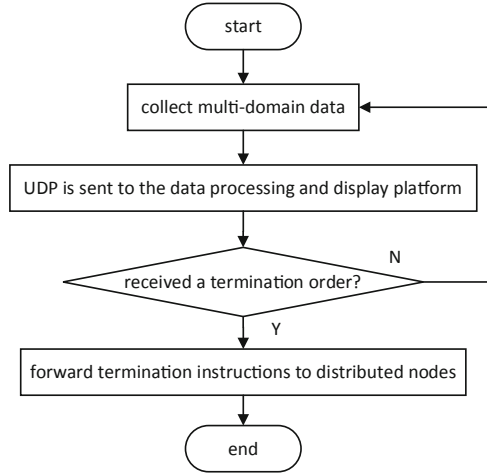 start
collect multi-domain data
UDP is sent to the data processing and display platform
received a termination order?
N
Y
forward termination instructions to distributed nodes
end